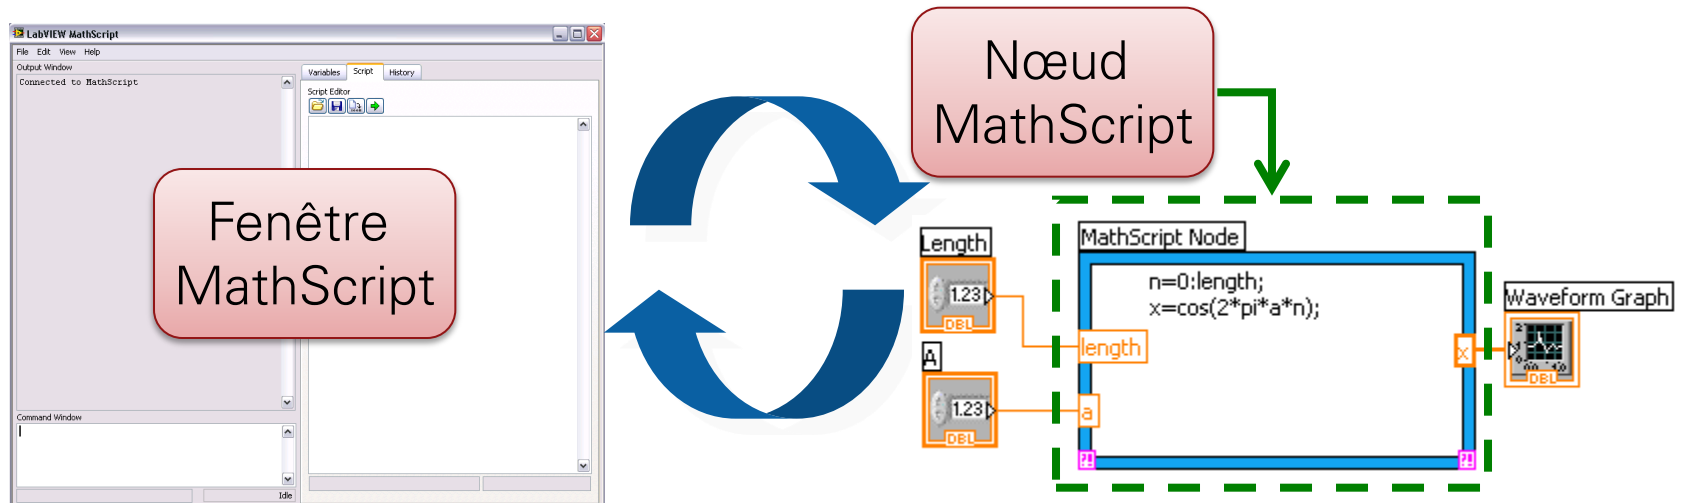 LabVIEW MathScript
File Edit View Help
Output Window
Connected to MathScript
Variables Script History
Script Editor
Fenêtre
MathScript
Command Window
Idle
Nœud
MathScript
Length
1.23
DBL
A
1.23
DBL
MathScript Node
n=0:length;
x=cos(2*pi*a*n);
length
a
x
?!
?!
Waveform Graph
DBL